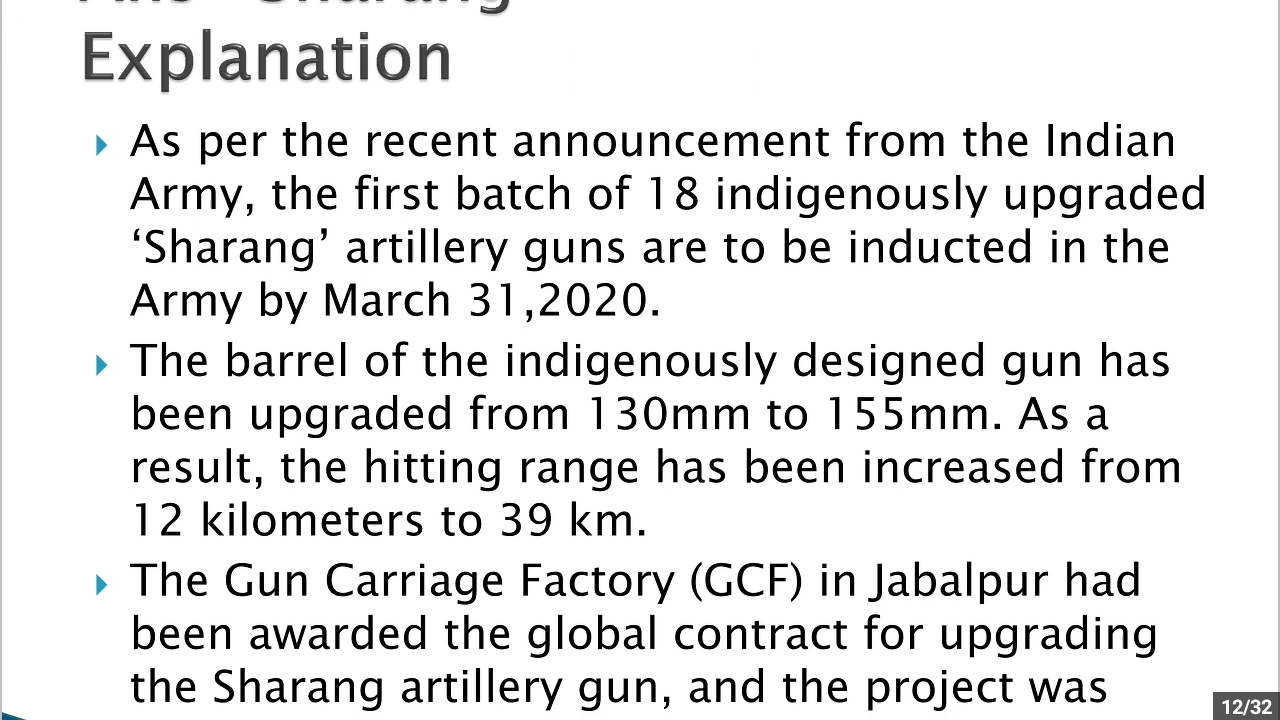 Explanation
As per the recent announcement from the Indian
Army, the first batch of 18 indigenously upgraded
‘Sharang’ artillery guns are to be inducted in the
Army by March 31,2020.
The barrel of the indigenously designed gun has
been upgraded from 130mm to 155mm. As a
result, the hitting range has been increased from
12 kilometers to 39 km.
The Gun Carriage Factory (GCF) in Jabalpur had
been awarded the global contract for upgrading
the Sharang artillery gun, and the project was
12/32